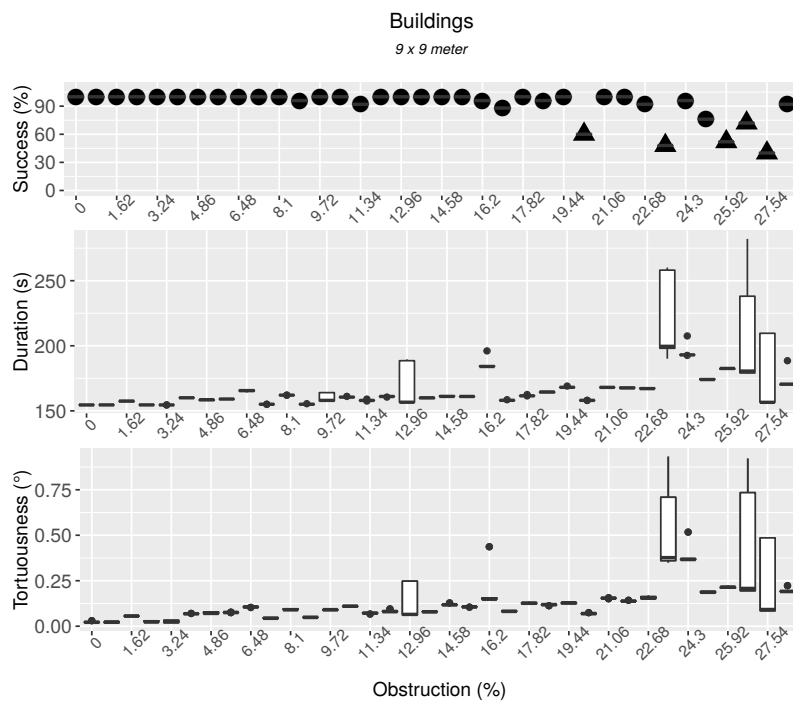 Buildings
9 x 9 meter
Success (%)
90
60
30
0
0 1.62 3.24 4.86 6.48 8.1 9.72 11.34 12.96 14.58 16.2 17.82 19.44 21.06 22.68 24.3 25.92 27.54
Duration (s)
250
200
150
0 1.62 3.24 4.86 6.48 8.1 9.72 11.34 12.96 14.58 16.2 17.82 19.44 21.06 22.68 24.3 25.92 27.54
Tortuousness (°)
0.75
0.50
0.25
0.00
0 1.62 3.24 4.86 6.48 8.1 9.72 11.34 12.96 14.58 16.2 17.82 19.44 21.06 22.68 24.3 25.92 27.54
Obstruction (%)